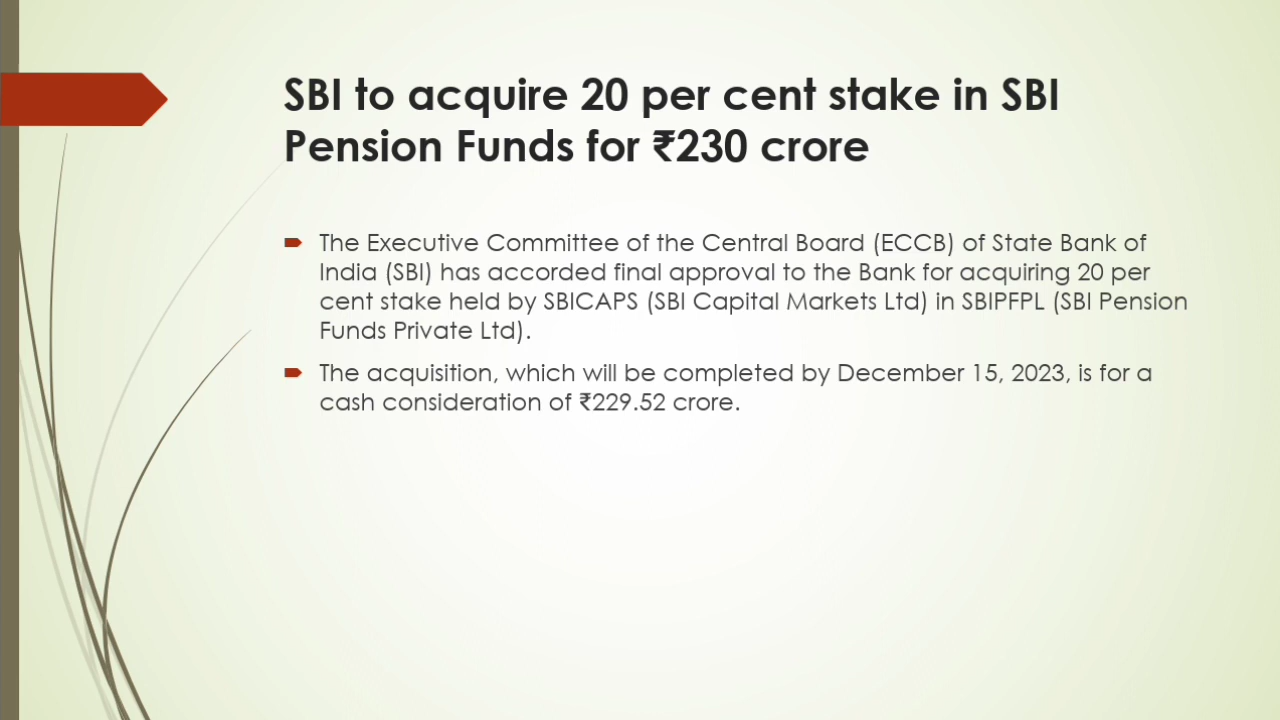 SBI to acquire 20 per cent stake in SBI
Pension Funds for ₹230 crore
The Executive Committee of the Central Board (ECCB) of State Bank of
India (SBI) has accorded final approval to the Bank for acquiring 20 per
cent stake held by SBICAPS (SBI Capital Markets Ltd) in SBIPFPL (SBI Pension
Funds Private Ltd).
The acquisition, which will be completed by December 15, 2023, is for a
cash consideration of ₹229.52 crore.